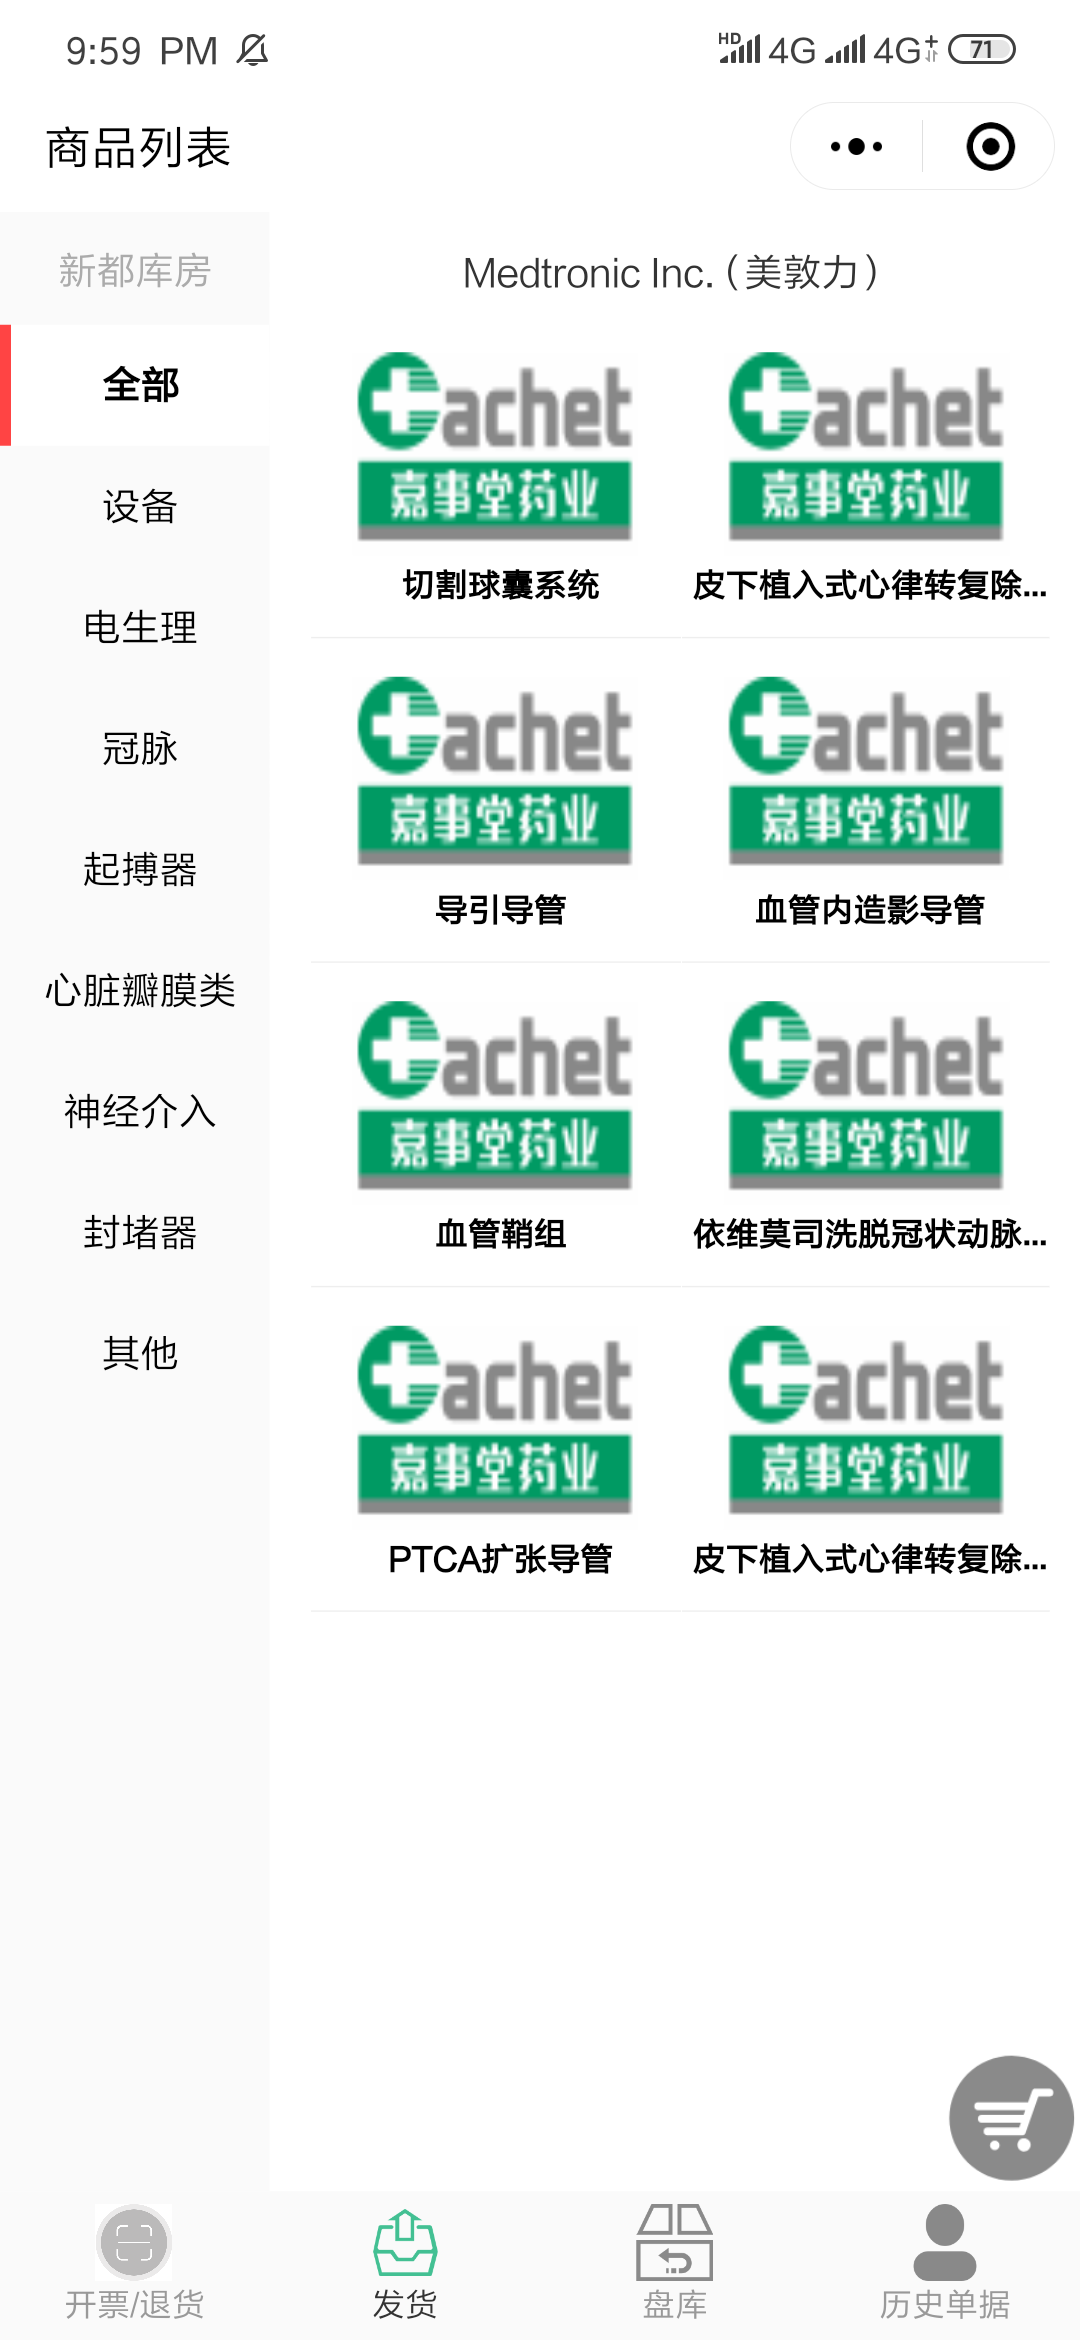 9:59 PM
HD 4G 4G+ 71
商品列表
新都库房
全部
设备
电生理
冠脉
起搏器
心脏瓣膜类
神经介入
封堵器
其他
Medtronic Inc.（美敦力）
achet achet
嘉事堂药业 嘉事堂药业
切割球囊系统 皮下植入式心律转复除...
achet achet
嘉事堂药业 嘉事堂药业
导引导管 血管内造影导管
achet achet
嘉事堂药业 嘉事堂药业
血管鞘组 依维莫司洗脱冠状动脉...
achet achet
嘉事堂药业 嘉事堂药业
PTCA扩张导管 皮下植入式心律转复除...
开票/退货 发货 盘库 历史单据